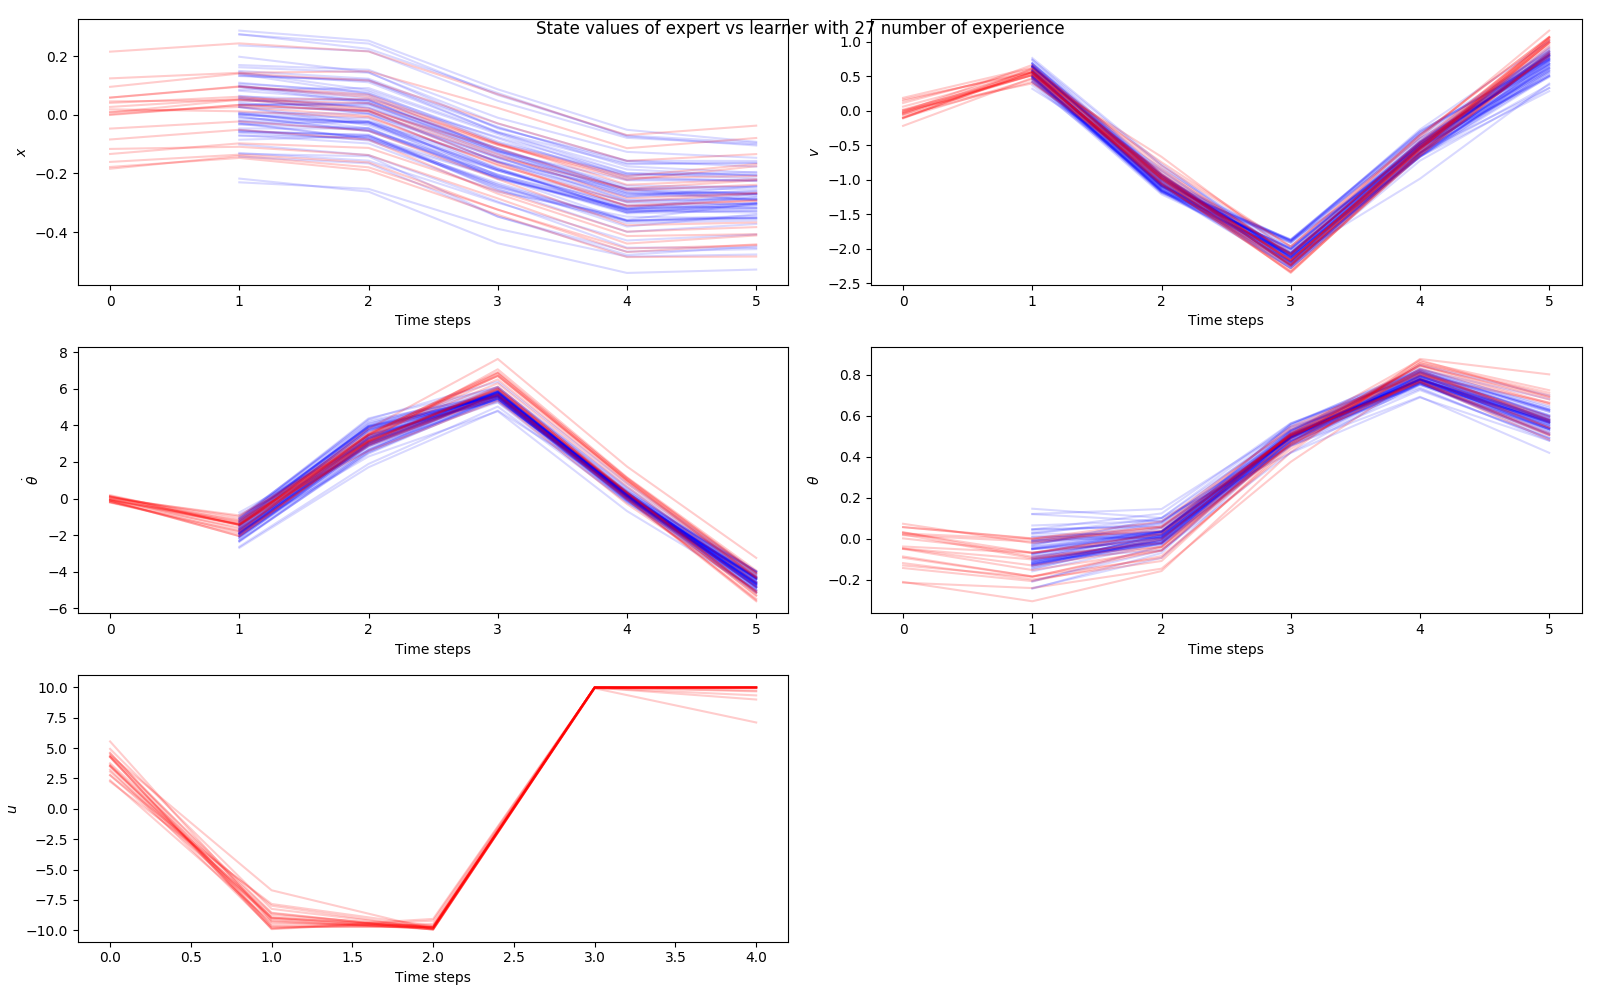 State values of expert vs learner with 27 number of experience
0.2
0.0
−0.2
−0.4
x
0 1 2 3 4 5
Time steps
1.0
0.5
0.0
−0.5
−1.0
−1.5
−2.0
−2.5
v
0 1 2 3 4 5
Time steps
8
6
4
2
0
−2
−4
−6
θ̇
0 1 2 3 4 5
Time steps
0.8
0.6
0.4
0.2
0.0
−0.2
θ
0 1 2 3 4 5
Time steps
10.0
7.5
5.0
2.5
0.0
−2.5
−5.0
−7.5
−10.0
u
0.0 0.5 1.0 1.5 2.0 2.5 3.0 3.5 4.0
Time steps